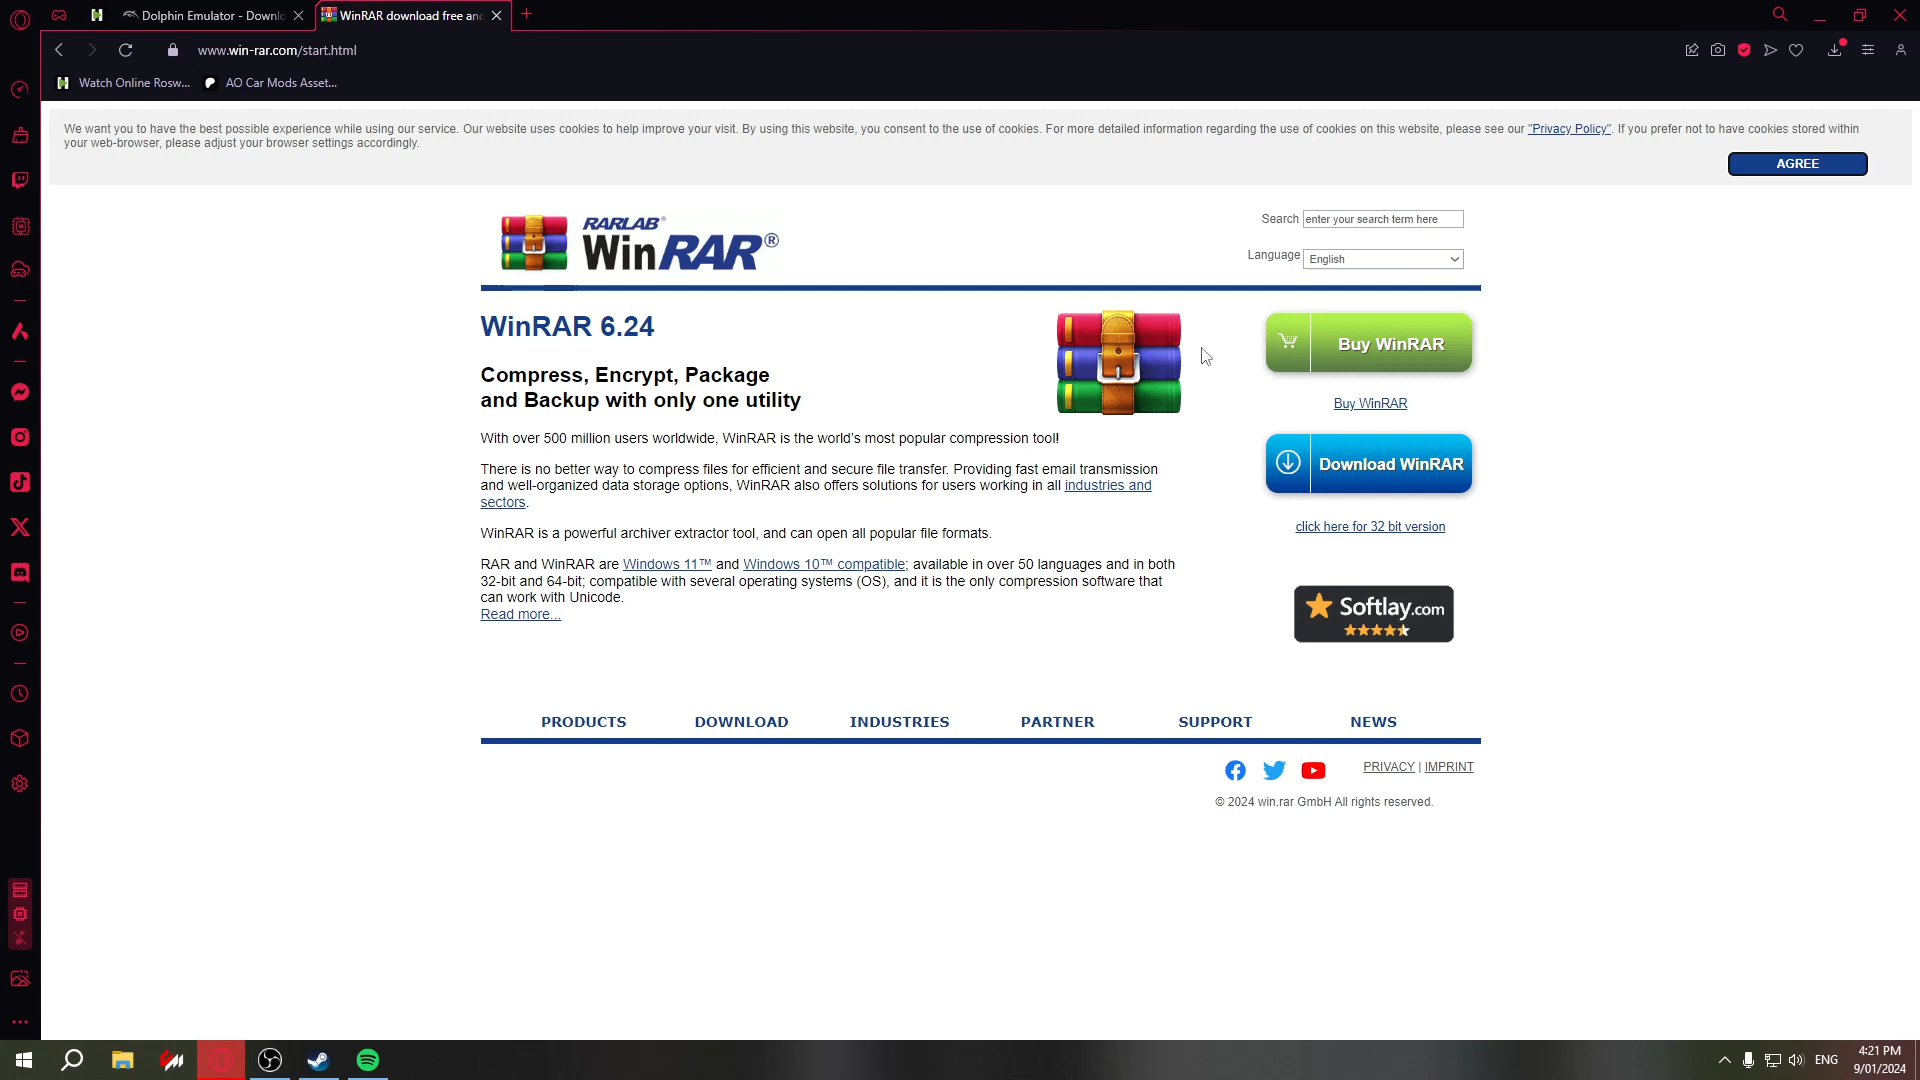 Dolphin Emulator - Downlo
WinRAR download free and
www.win-rar.com/start.html
Watch Online Rosw...
AO Car Mods Asset...
We want you to have the best possible experience while using our service. Our website uses cookies to help improve your visit. By using this website, you consent to the use of cookies. For more detailed information regarding the use of cookies on this website, please see our "Privacy Policy". If you prefer not to have cookies stored within
your web-browser, please adjust your browser settings accordingly.
AGREE
RARLAB®
WinRAR®
Search enter your search term here
Language English
WinRAR 6.24
Compress, Encrypt, Package
and Backup with only one utility
With over 500 million users worldwide, WinRAR is the world's most popular compression tool!
There is no better way to compress files for efficient and secure file transfer. Providing fast email transmission
and well-organized data storage options, WinRAR also offers solutions for users working in all industries and
sectors.
WinRAR is a powerful archiver extractor tool, and can open all popular file formats.
RAR and WinRAR are Windows 11™ and Windows 10™ compatible; available in over 50 languages and in both
32-bit and 64-bit; compatible with several operating systems (OS), and it is the only compression software that
can work with Unicode.
Read more...
Buy WinRAR
Buy WinRAR
Download WinRAR
click here for 32 bit version
Softlay.com
PRODUCTS DOWNLOAD INDUSTRIES PARTNER SUPPORT NEWS
PRIVACY | IMPRINT
© 2024 win.rar GmbH All rights reserved.
ENG
4:21 PM
9/01/2024